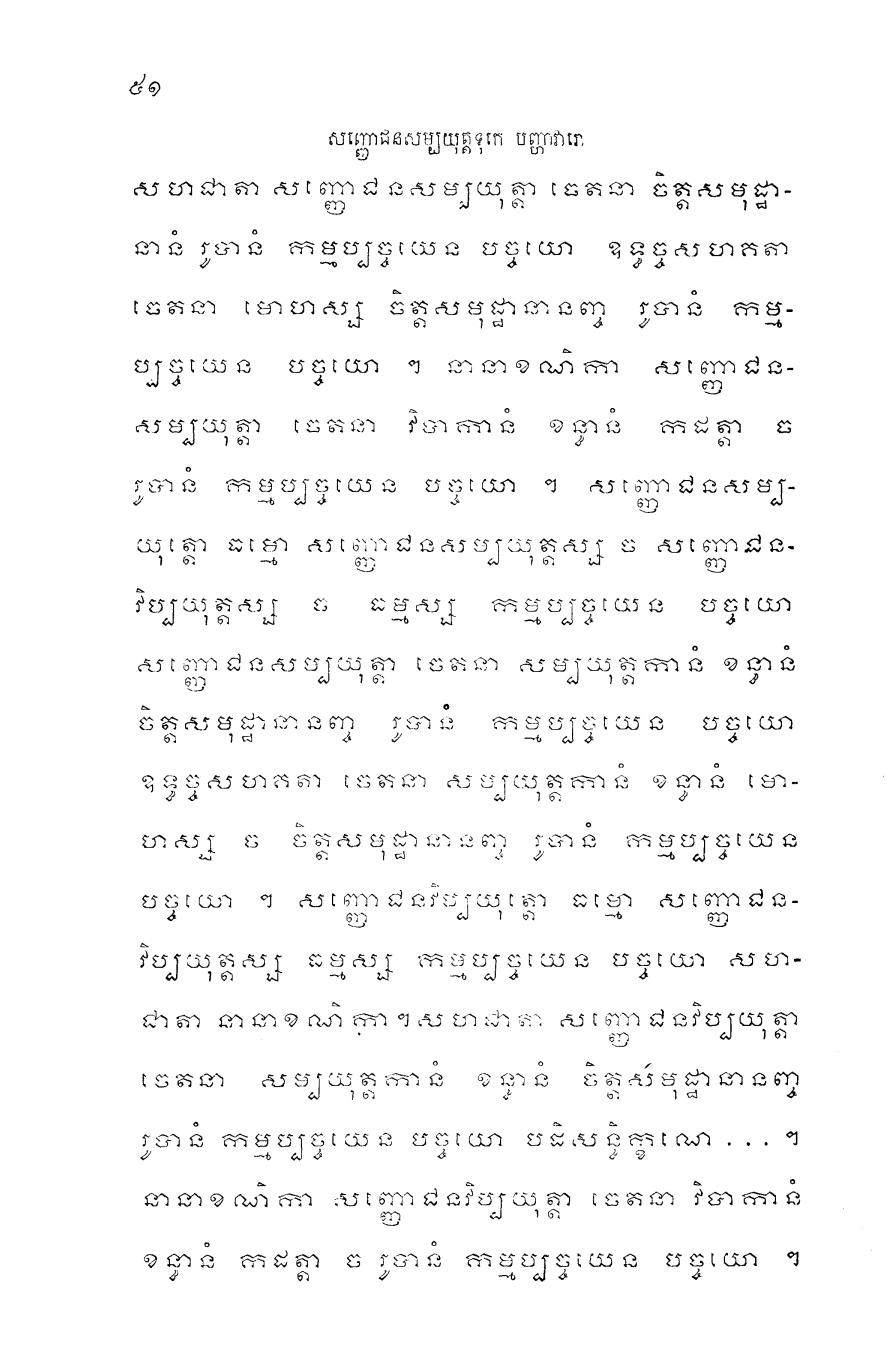 ៥១
សញ្ញោជនសម្បយុត្តទុកេ បញ្ហាវារោ
សហជាតា សញ្ញោជនសម្បយុត្តា ចេតនា ចិត្តសមុដ្ឋា-
នានំ រូបានំ កម្មប្បច្ចយេន បច្ចយោ ឧទ្ធច្ចសហគតា
ចេតនា មោហស្ស ចិត្តសមុដ្ឋានានញ្ច រូបានំ កម្ម-
ប្បច្ចយេន បច្ចយោ ។ នានាខណិកា សញ្ញោជន-
សម្បយុត្តា ចេតនា វិបាកានំ ខន្ធានំ កដត្តា ច
រូបានំ កម្មប្បច្ចយេន បច្ចយោ ។ សញ្ញោជនសម្ប-
យុត្តោ ធម្មោ សញ្ញោជនសម្បយុត្តស្ស ច សញ្ញោជន-
វិប្បយុត្តស្ស ច ធម្មស្ស កម្មប្បច្ចយេន បច្ចយោ
សញ្ញោជនសម្បយុត្តា ចេតនា សម្បយុត្តកានំ ខន្ធានំ
ចិត្តសមុដ្ឋានានញ្ច រូបានំ កម្មប្បច្ចយេន បច្ចយោ
ឧទ្ធច្ចសហគតា ចេតនា សម្បយុត្តកានំ ខន្ធានំ មោ-
ហស្ស ច ចិត្តសមុដ្ឋានានញ្ច រូបានំ កម្មប្បច្ចយេន
បច្ចយោ ។ សញ្ញោជនវិប្បយុត្តោ ធម្មោ សញ្ញោជន-
វិប្បយុត្តស្ស ធម្មស្ស កម្មប្បច្ចយេន បច្ចយោ សហ-
ជាតា នានាខណិកា ។ សហជាតា សញ្ញោជនវិប្បយុត្តា
ចេតនា សម្បយុត្តកានំ ខន្ធានំ ចិត្តសមុដ្ឋានានញ្ច
រូបានំ កម្មប្បច្ចយេន បច្ចយោ បដិសន្ធិក្ខណេ ... ។
នានាខណិកា សញ្ញោជនវិប្បយុត្តា ចេតនា វិបាកានំ
ខន្ធានំ កដត្តា ច រូបានំ កម្មប្បច្ចយេន បច្ចយោ ។